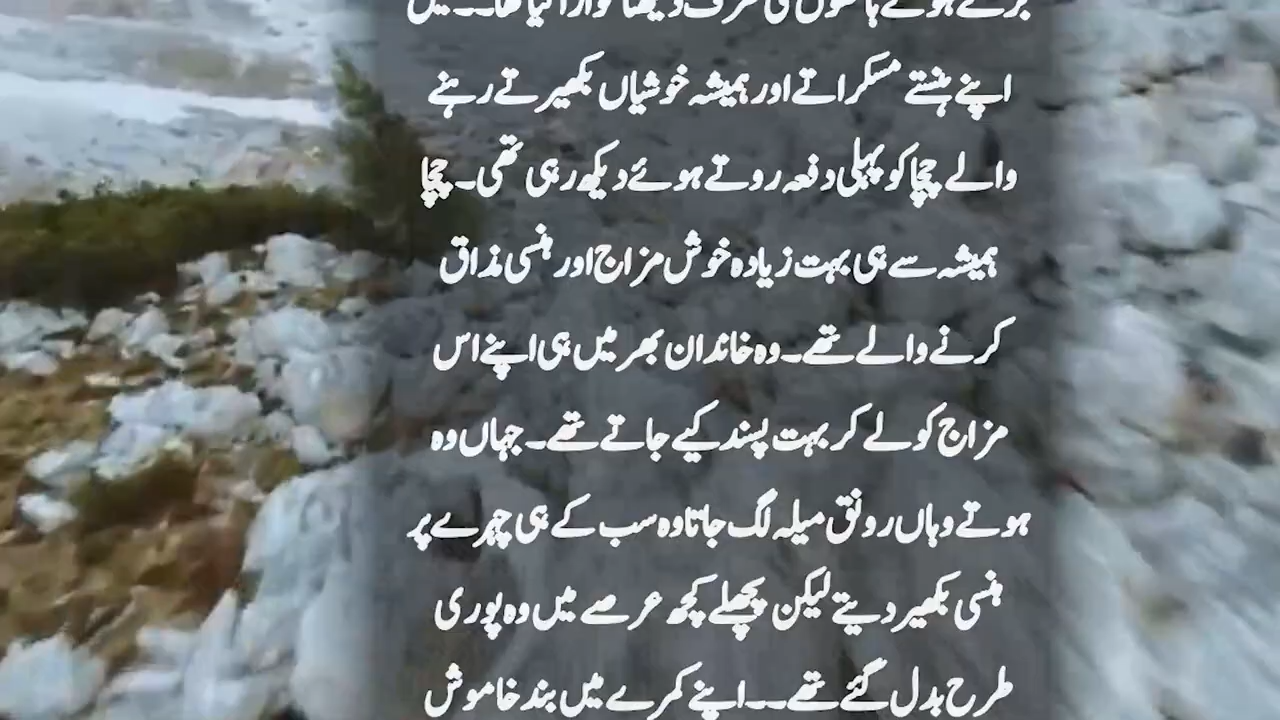 اپنے ہنستے مسکراتے اور ہمیشہ خوشیاں بکھیرتے رہنے
والے چچا کو پہلی دفعہ روتے ہوئے دیکھ رہی تھی۔ چچا
ہمیشہ سے ہی بہت زیادہ خوش مزاج اور ہنسی مذاق
کرنے والے تھے۔ وہ خاندان بھر میں ہی اپنے اس
مزاج کو لے کر بہت پسند کیے جاتے تھے۔ جہاں وہ
ہوتے وہاں رونق میلہ لگ جاتا وہ سب کے ہی چہرے پر
ہنسی بکھیر دیتے لیکن پچھلے کچھ عرصے میں وہ پوری
طرح بدل گئے تھے۔۔ اپنے کمرے میں بند خاموش